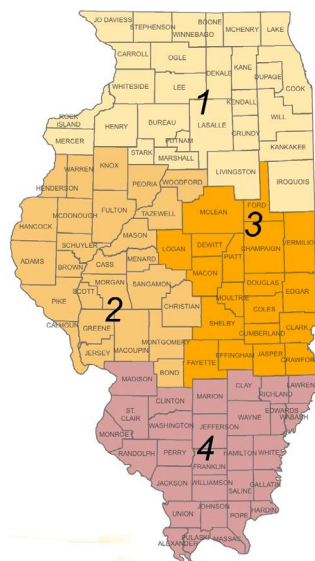 JO DAVIESS STEPHENSON WINNEBAGO BOONE MCHENRY LAKE
CARROLL OGLE DEKALB KANE COOK
WHITESIDE LEE DUPAGE
1
ROCK ISLAND HENRY BUREAU LASALLE KENDALL WILL
MERCER PUTNAM GRUNDY
STARK MARSHALL KANKAKEE
HENDERSON WARREN KNOX PEORIA WOODFORD LIVINGSTON IROQUOIS
HANCOCK MCDONOUGH FULTON TAZEWELL MCLEAN FORD
3
SCHUYLER MASON LOGAN DEWITT CHAMPAIGN VERMILION
ADAMS BROWN CASS MENARD MACON PIATT
MORGAN SANGAMON DOUGLAS EDGAR
PIKE SCOTT CHRISTIAN MOULTRIE COLES
2
CALHOUN GREENE MACOUPIN MONTGOMERY SHELBY CUMBERLAND CLARK
JERSEY BOND FAYETTE EFFINGHAM JASPER CRAWFORD
MADISON CLINTON MARION CLAY RICHLAND LAWRENCE
ST. CLAIR WASHINGTON JEFFERSON WAYNE EDWARDS WABASH
MONROE
4
RANDOLPH PERRY FRANKLIN HAMILTON WHITE
JACKSON WILLIAMSON SALINE GALLATIN
UNION JOHNSON POPE HARDIN
ALEXANDER PULASKI MASSAC